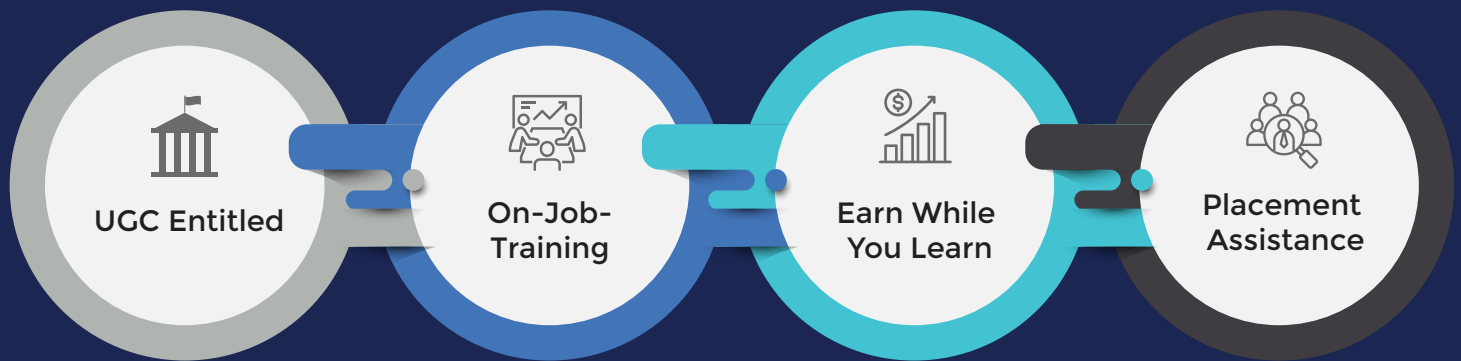 UGC Entitled
On-Job-
Training
Earn While
You Learn
Placement
Assistance
$